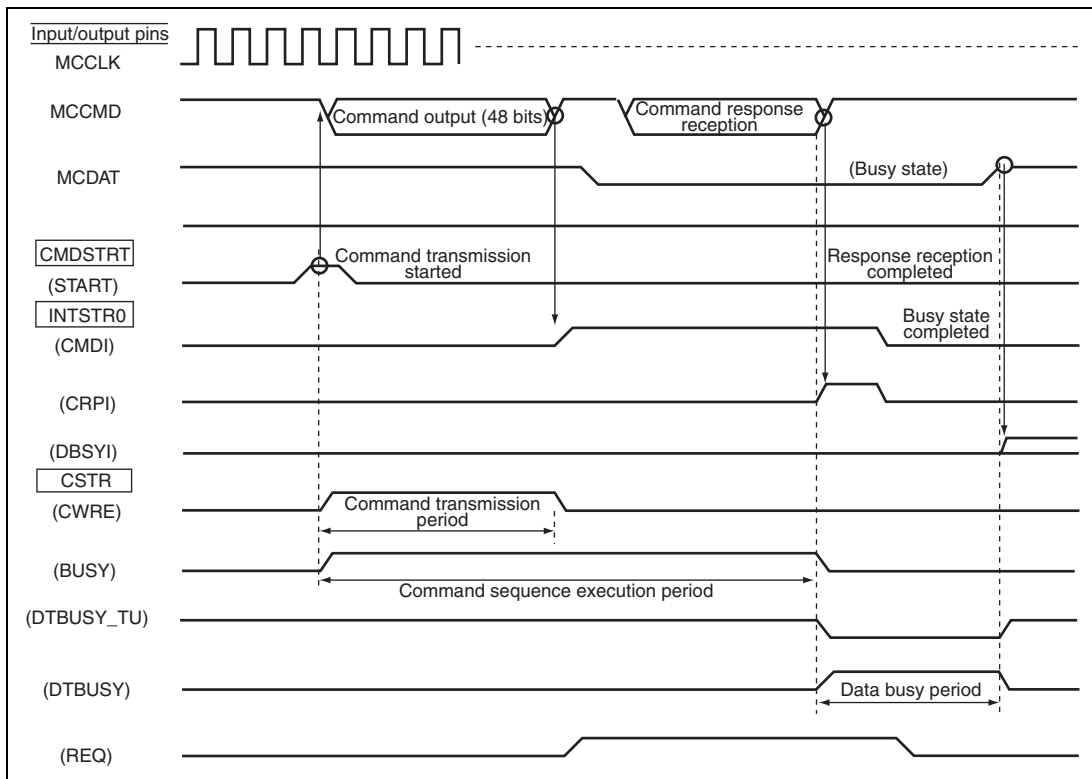 Input/output pins
MCCLK
MCCMD
Command output (48 bits)
Command response
reception
MCDAT
(Busy state)
CMDSTRT
(START)
Command transmission
started
Response reception
completed
INTSTR0
(CMDI)
Busy state
completed
(CRPI)
(DBSYI)
CSTR
(CWRE)
Command transmission
period
(BUSY)
Command sequence execution period
(DTBUSY_TU)
(DTBUSY)
Data busy period
(REQ)